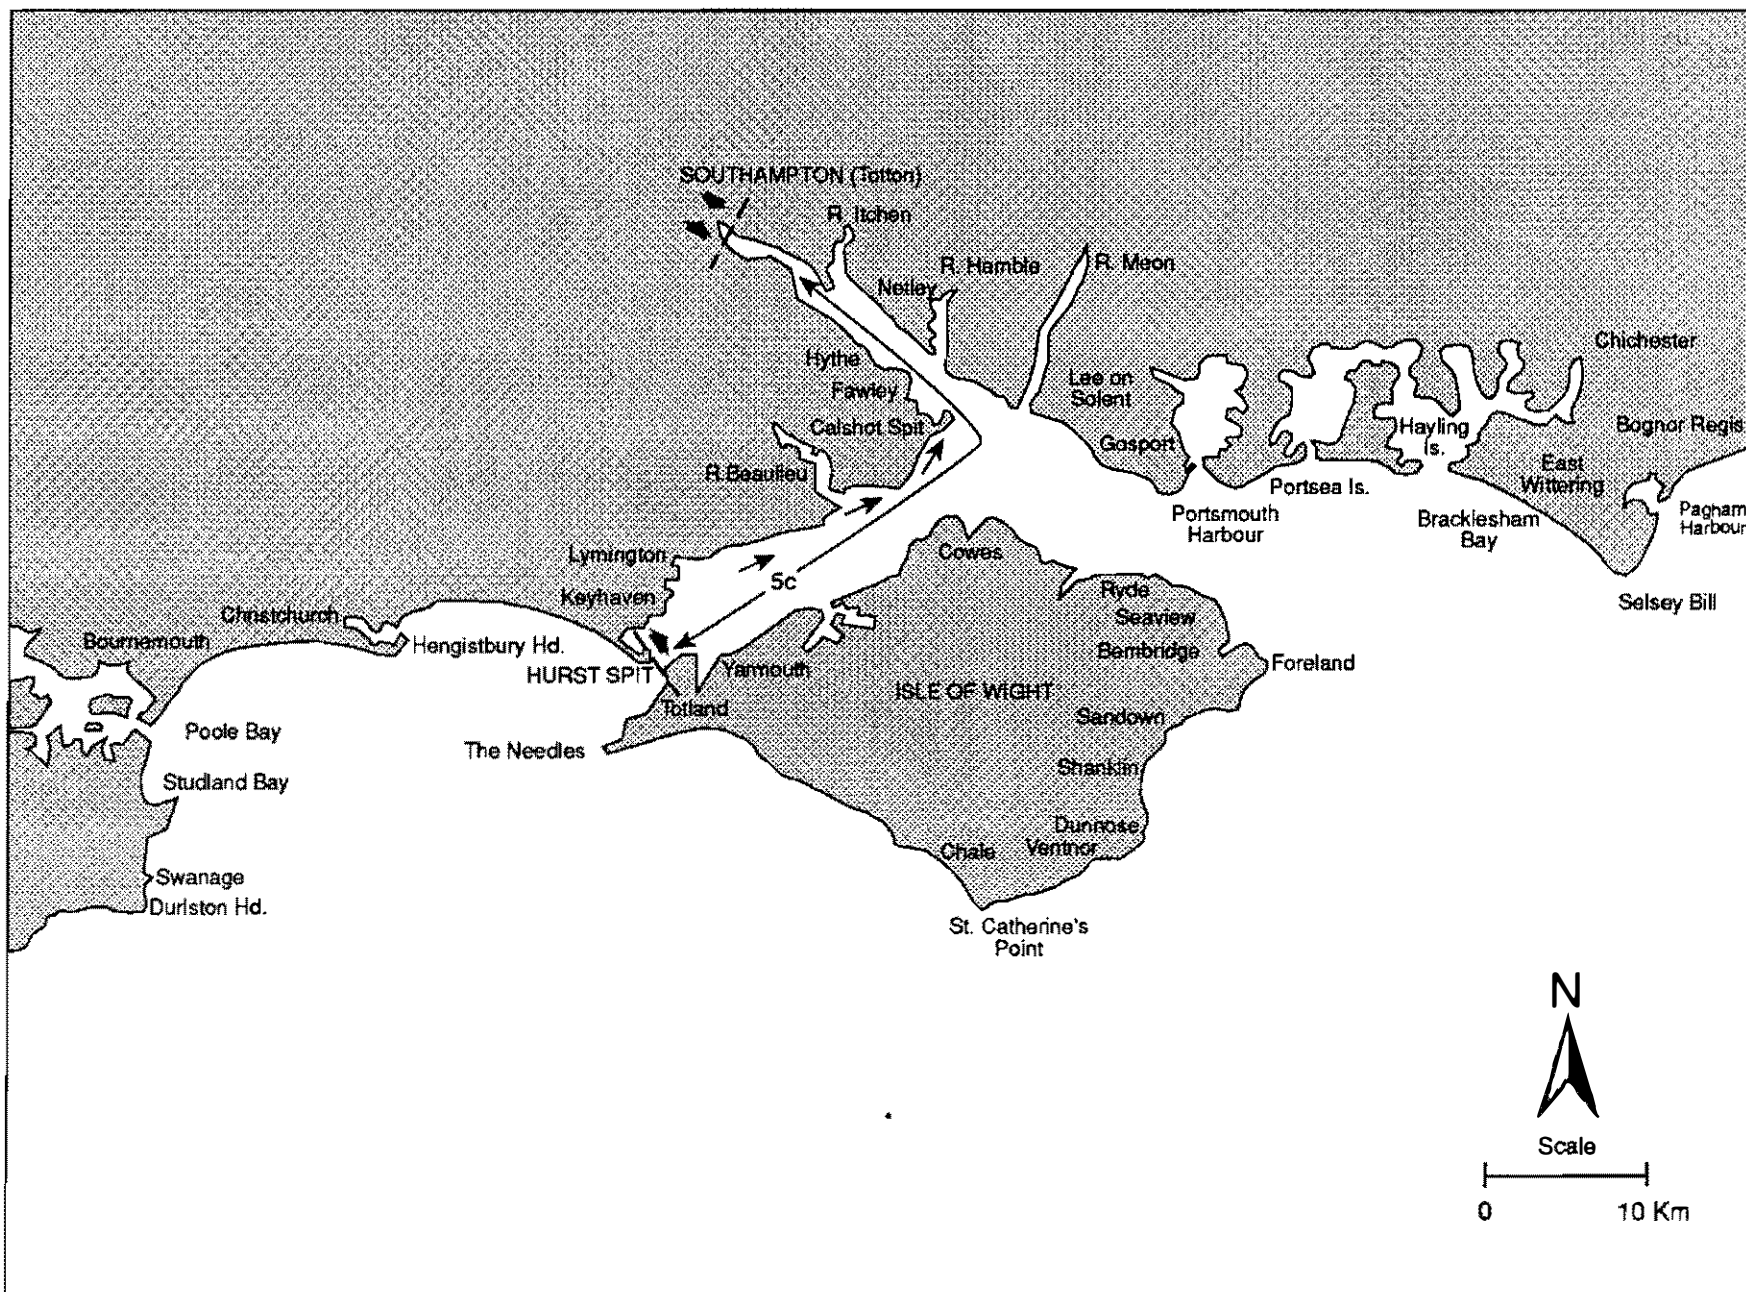 SOUTHAMPTON (Totton)
R. Itchen
R. Hamble
R. Meon
Netley
Hythe
Fawley
Calshot Spit
R.Beaulieu
Lee on
Solent
Gosport
Chichester
Hayling
Is.
Bognor Regis
East
Wittering
Portsea Is.
Portsmouth
Harbour
Bracklesham
Bay
Pagham
Harbour
Selsey Bill
Lymington
Keyhaven
5c
Cowes
Ryde
Seaview
Bembridge
Foreland
Christchurch
Bournemouth
Hengistbury Hd.
HURST SPIT
Yarmouth
Totland
ISLE OF WIGHT
Sandown
Poole Bay
The Needles
Shanklin
Studland Bay
Dunnose
Ventnor
Chale
Swanage
Durlston Hd.
St. Catherine's
Point
N
Scale
0
10 Km